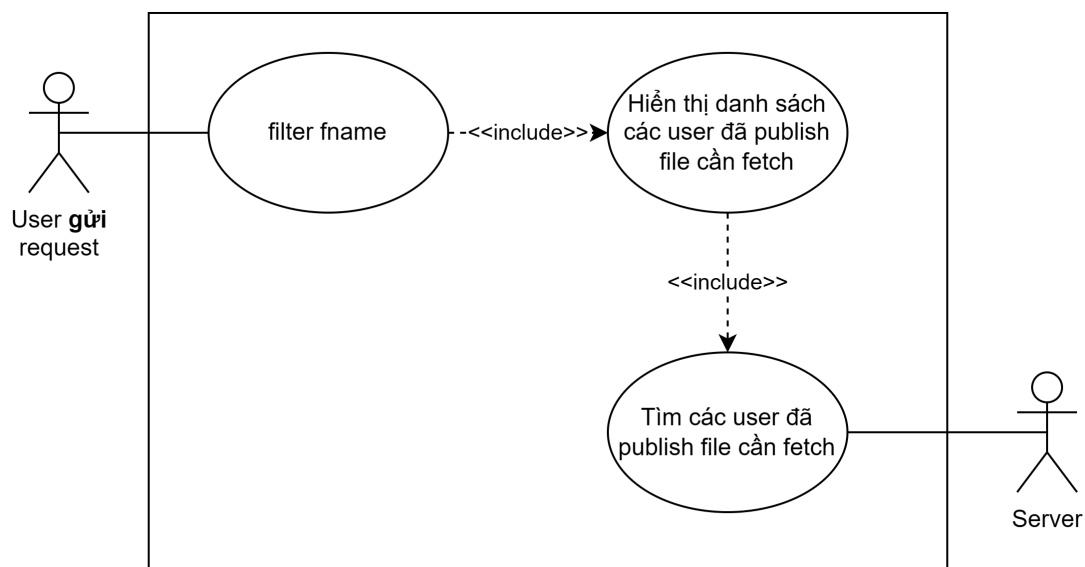 filter fname
<<include>>
Hiển thị danh sách
các user đã publish
file cần fetch
User gửi
request
<<include>>
Tìm các user đã
publish file cần fetch
Server